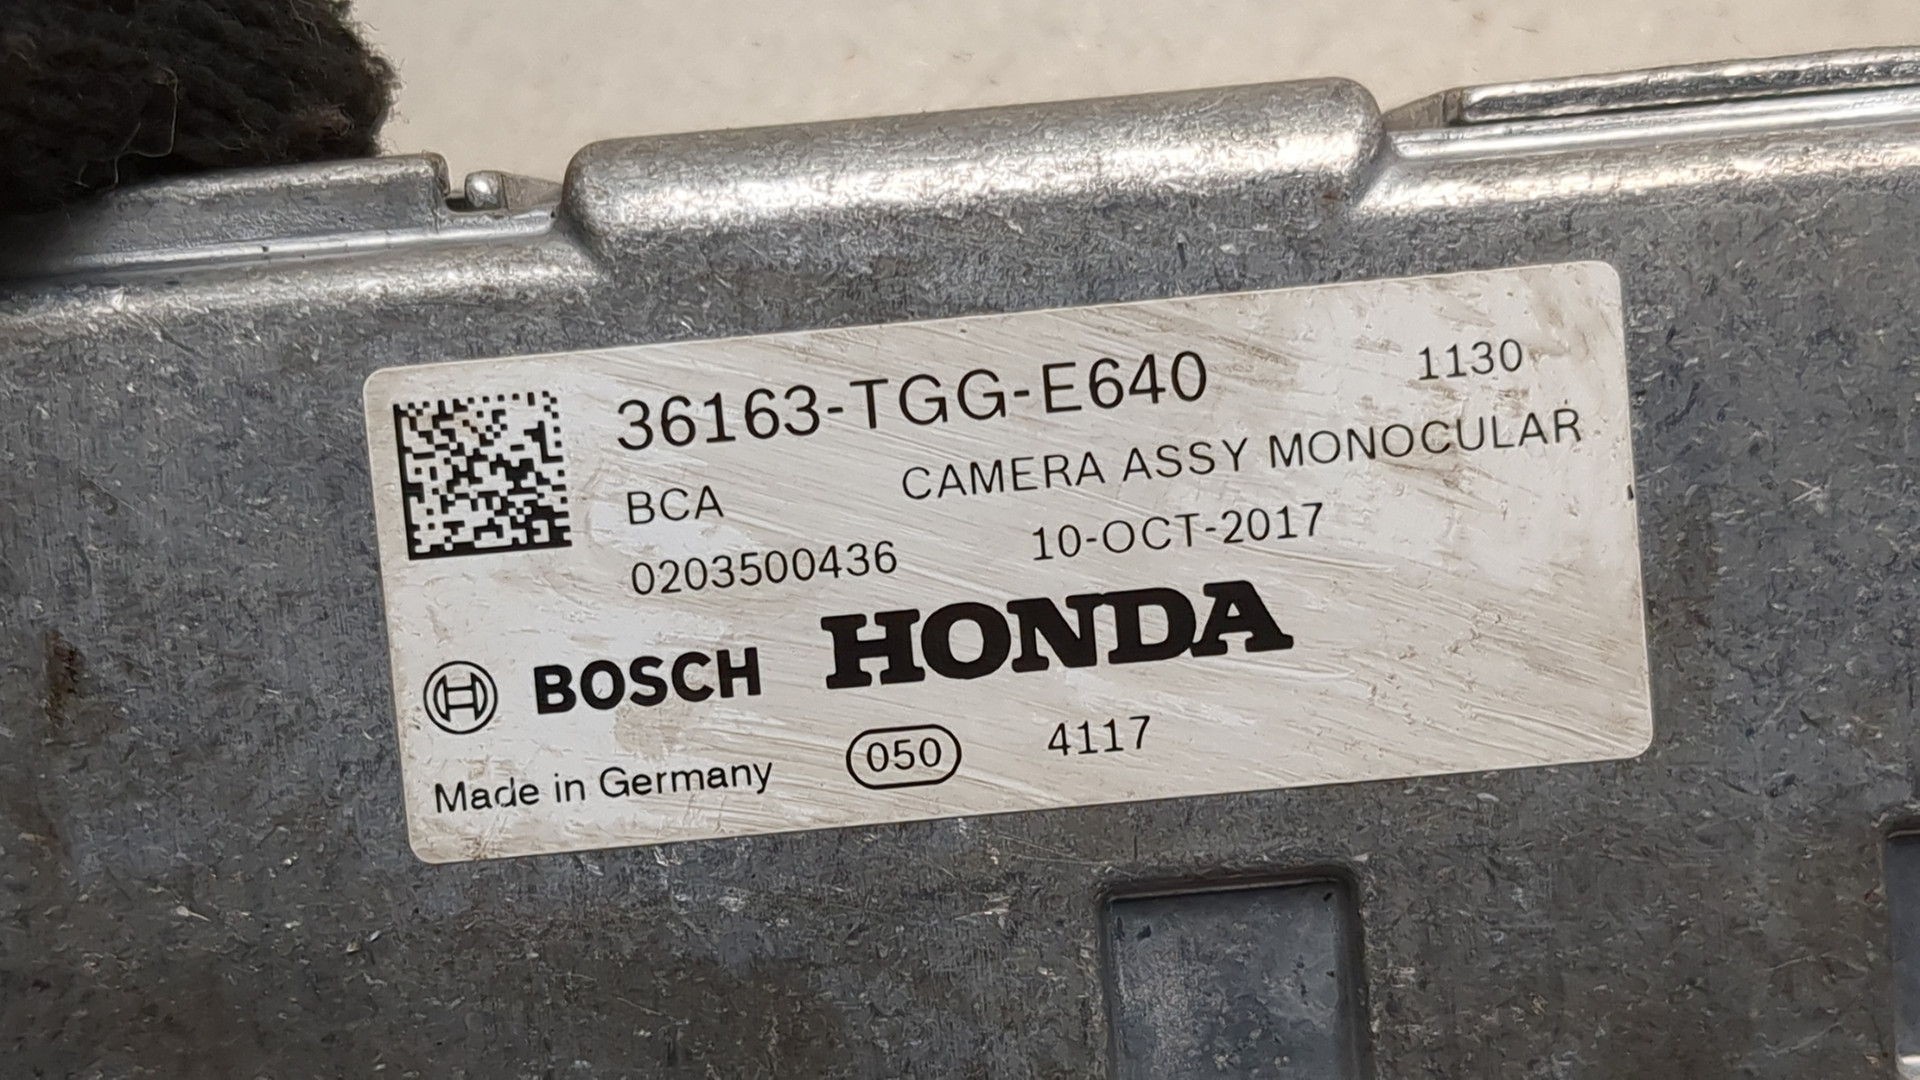 36163-TGG-E640 1130
BCA CAMERA ASSY MONOCULAR
0203500436 10-OCT-2017
BOSCH HONDA
Made in Germany 050 4117